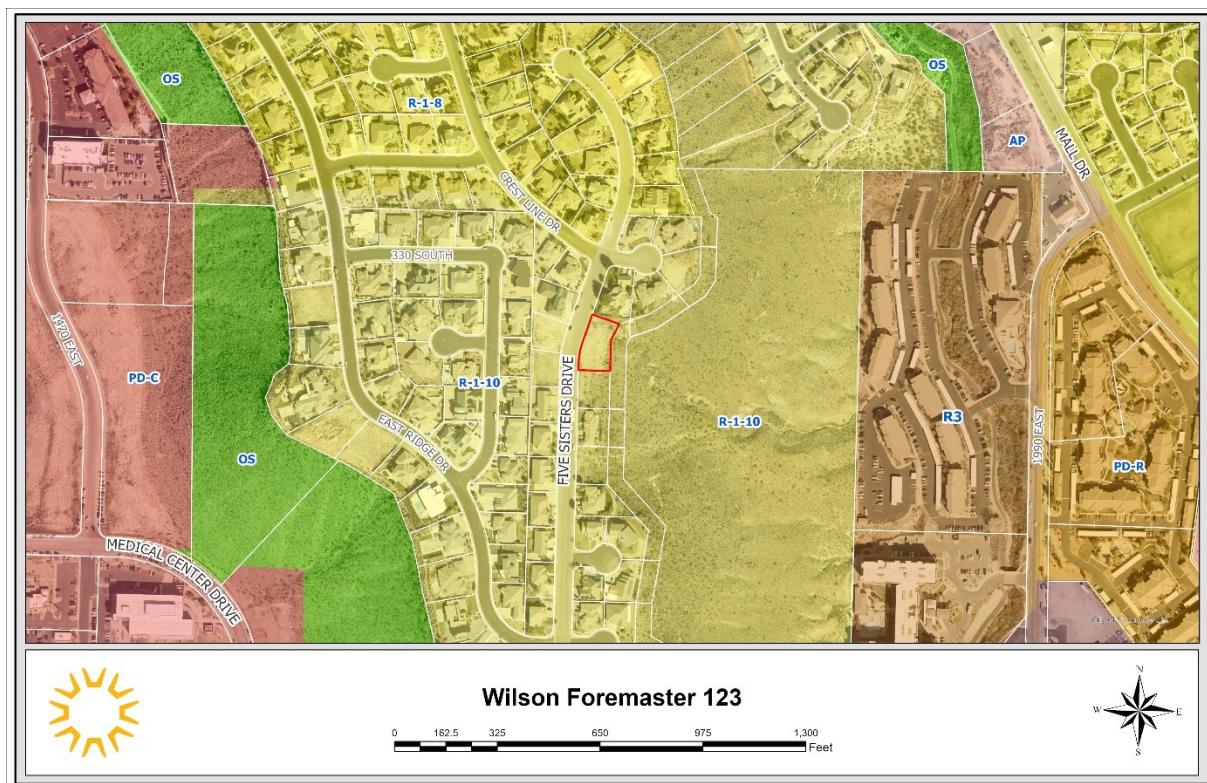 OS
OS
R-1-8
AP
MALL DR
CREST LINE DR
330 SOUTH
1470 EAST
PD-C
R-1-10
FIVE SISTERS DRIVE
R-1-10
R3
1990 EAST
EAST RIDGE DR
OS
PD-R
MEDICAL CENTER DRIVE
Wilson Foremaster 123
0 162.5 325 650 975 1,300
Feet
N
W E
S